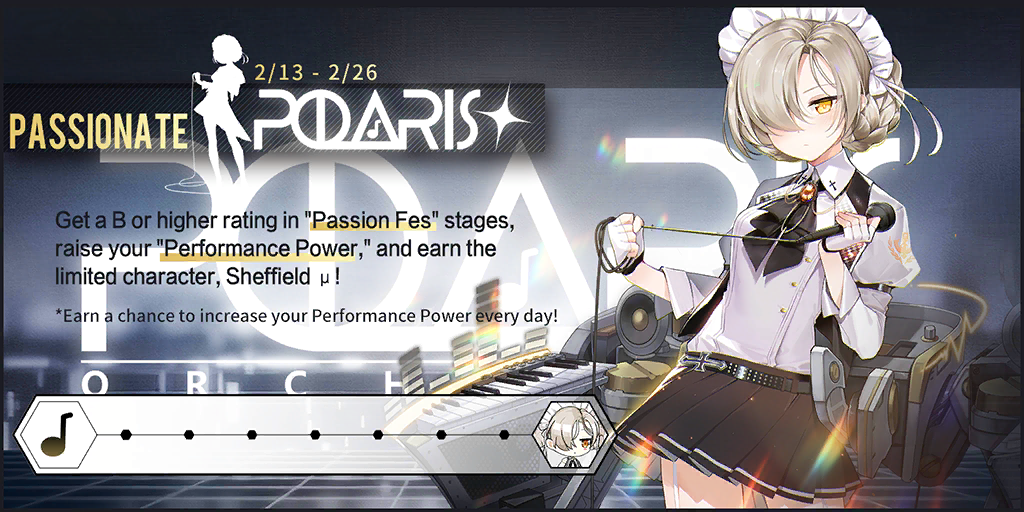 2/13 - 2/26
PASSIONATE POLARIS
Get a B or higher rating in "Passion Fes" stages,
raise your "Performance Power," and earn the
limited character, Sheffield μ!
*Earn a chance to increase your Performance Power every day!
POLARIS
O R C H